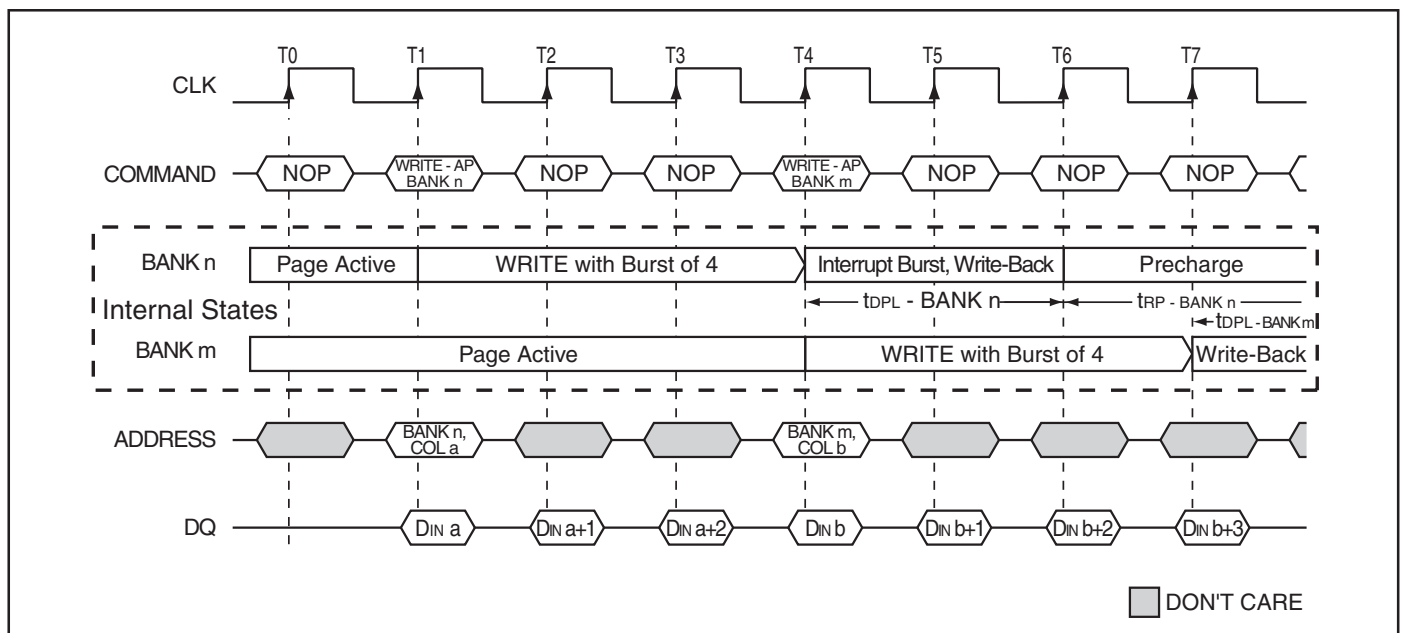 T0 T1 T2 T3 T4 T5 T6 T7
CLK
COMMAND NOP WRITE - AP BANK n NOP NOP WRITE - AP BANK m NOP NOP NOP
BANK n Page Active WRITE with Burst of 4 Interrupt Burst, Write-Back Precharge
Internal States tDPL - BANK n tRP - BANK n
tDPL - BANK m
BANK m Page Active WRITE with Burst of 4 Write-Back
ADDRESS BANK n, COL a BANK m, COL b
DQ DIN a DIN a+1 DIN a+2 DIN b DIN b+1 DIN b+2 DIN b+3
DON'T CARE